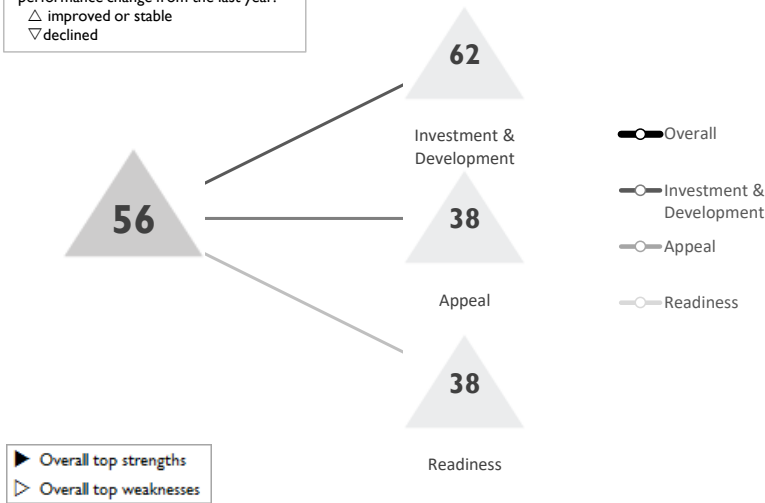 performance change from the last year:
△ improved or stable
▽ declined
62
Investment &
Development
56
38
Appeal
38
Readiness
Overall
Investment &
Development
Appeal
Readiness
▶ Overall top strengths
▷ Overall top weaknesses